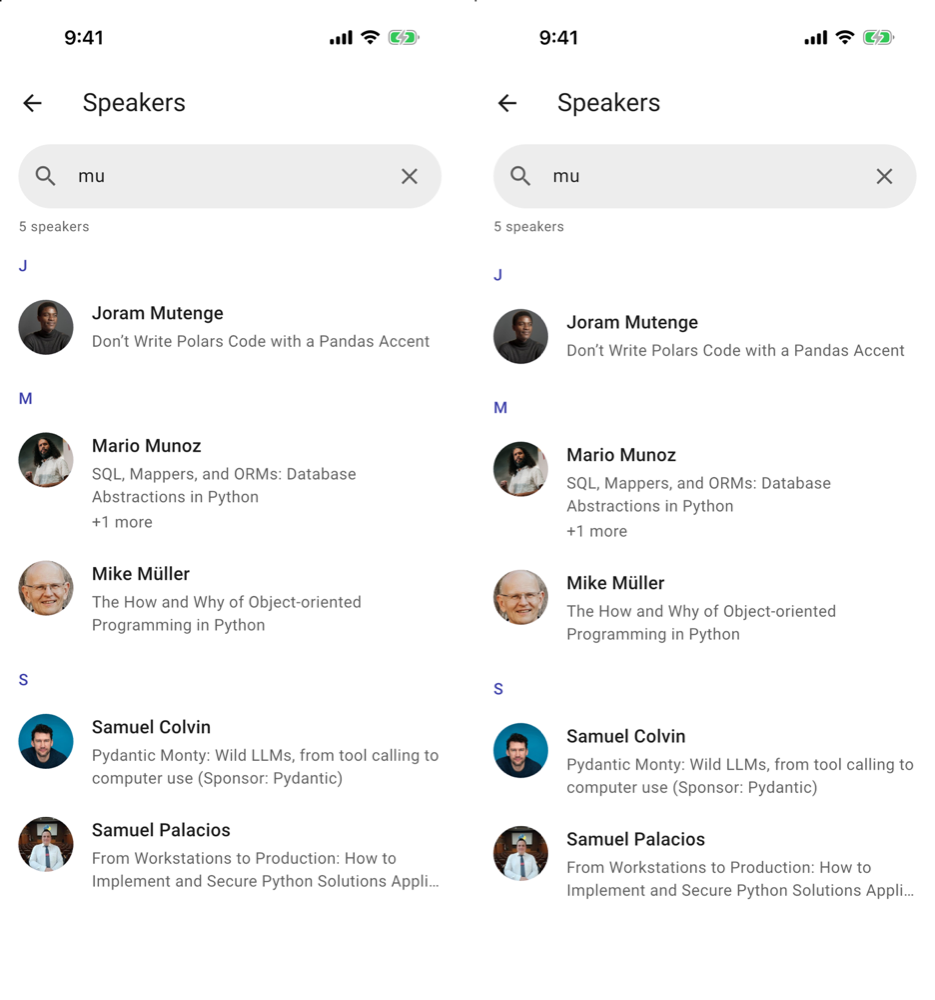 9:41
Speakers
mu
5 speakers
J
Joram Mutenge
Don’t Write Polars Code with a Pandas Accent
M
Mario Munoz
SQL, Mappers, and ORMs: Database
Abstractions in Python
+1 more
Mike Müller
The How and Why of Object-oriented
Programming in Python
S
Samuel Colvin
Pydantic Monty: Wild LLMs, from tool calling to
computer use (Sponsor: Pydantic)
Samuel Palacios
From Workstations to Production: How to
Implement and Secure Python Solutions Appli...
9:41
Speakers
mu
5 speakers
J
Joram Mutenge
Don’t Write Polars Code with a Pandas Accent
M
Mario Munoz
SQL, Mappers, and ORMs: Database
Abstractions in Python
+1 more
Mike Müller
The How and Why of Object-oriented
Programming in Python
S
Samuel Colvin
Pydantic Monty: Wild LLMs, from tool calling to
computer use (Sponsor: Pydantic)
Samuel Palacios
From Workstations to Production: How to
Implement and Secure Python Solutions Appli...